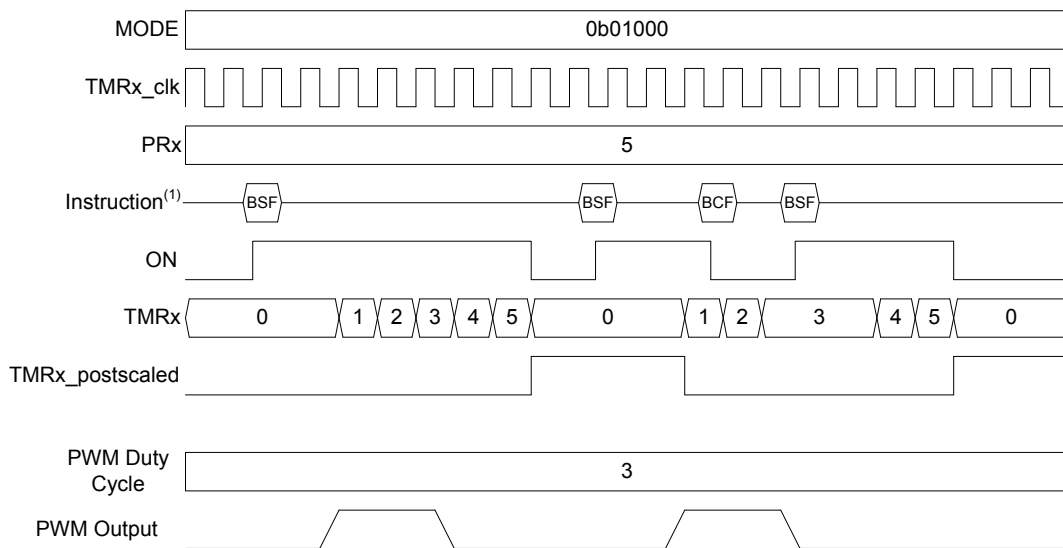 MODE 0b01000
TMRx_clk
PRx 5
Instruction(1) BSF BSF BCF BSF
ON
TMRx 0 1 2 3 4 5 0 1 2 3 4 5 0
TMRx_postscaled
PWM Duty
Cycle 3
PWM Output